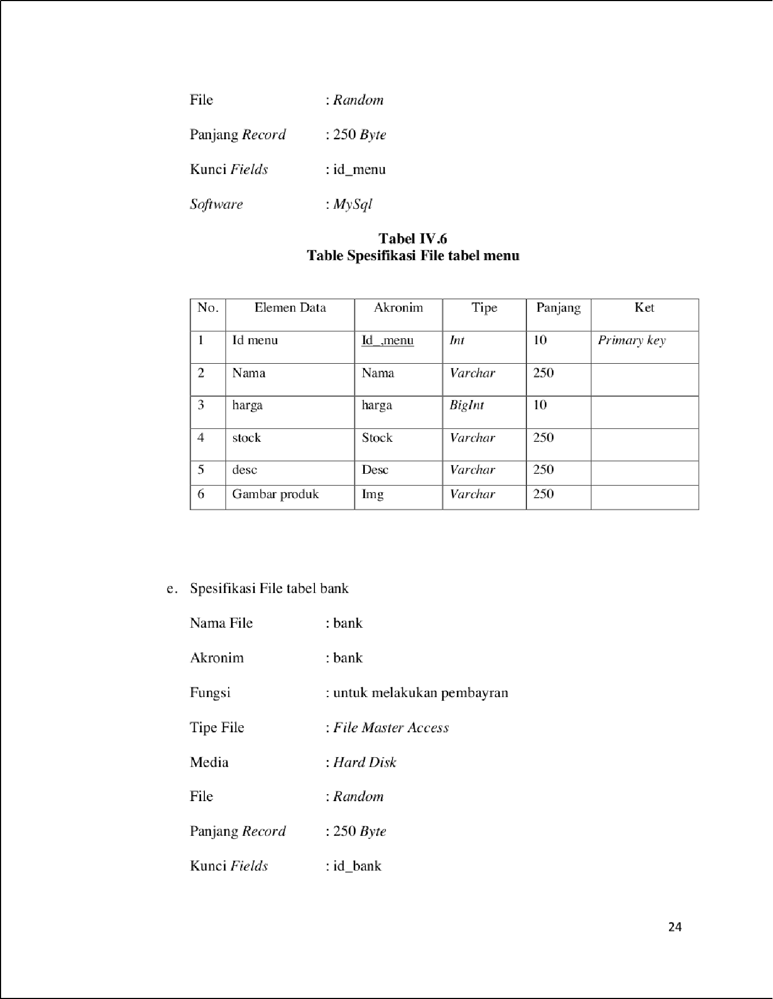 File : Random
Panjang Record : 250 Byte
Kunci Fields : id_menu
Software : MySql
Tabel IV.6
Table Spesifikasi File tabel menu
No. Elemen Data Akronim Tipe Panjang Ket
1 Id menu Id_,menu Int 10 Primary key
2 Nama Nama Varchar 250
3 harga harga BigInt 10
4 stock Stock Varchar 250
5 desc Desc Varchar 250
6 Gambar produk Img Varchar 250
e. Spesifikasi File tabel bank
Nama File : bank
Akronim : bank
Fungsi : untuk melakukan pembayran
Tipe File : File Master Access
Media : Hard Disk
File : Random
Panjang Record : 250 Byte
Kunci Fields : id_bank
24